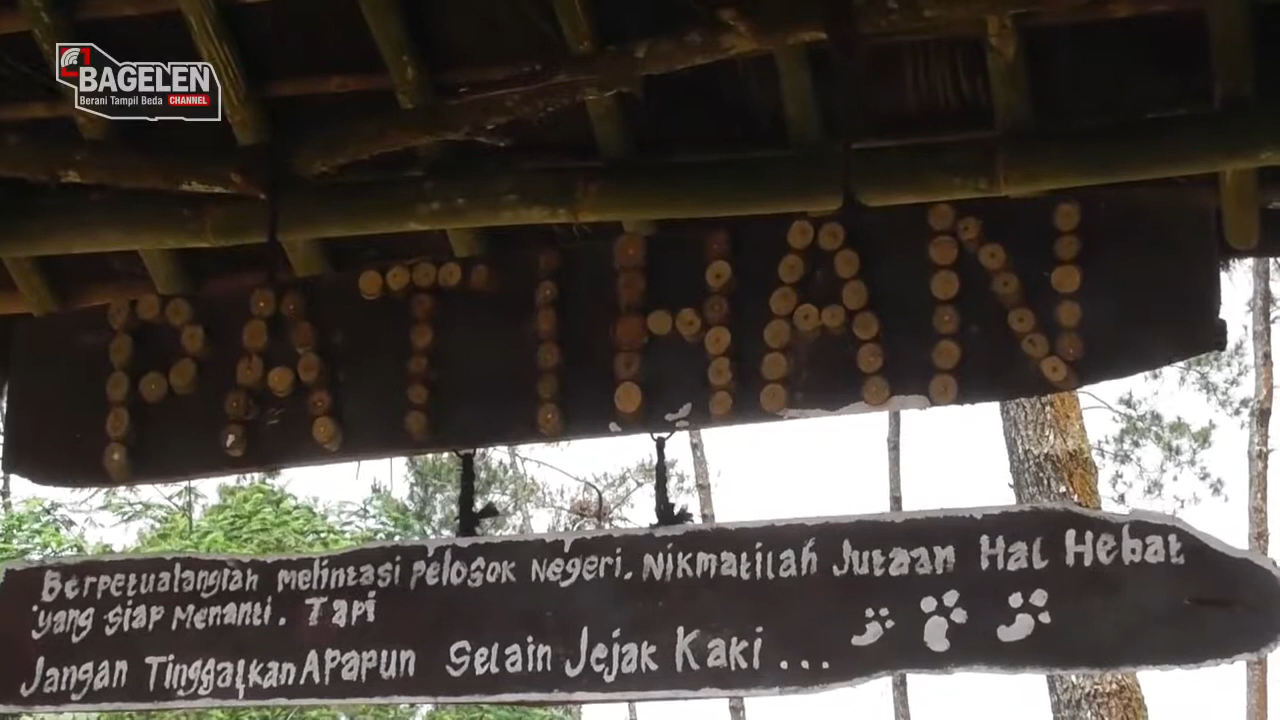 BAGELEN
Berani Tampil Beda CHANNEL
PATIHAN
Berpetualanglah Melintasi Pelosok Negeri. Nikmatilah Jutaan Hal Hebat
yang Siap Menanti. Tapi
Jangan Tinggalkan Apapun Selain Jejak Kaki ...